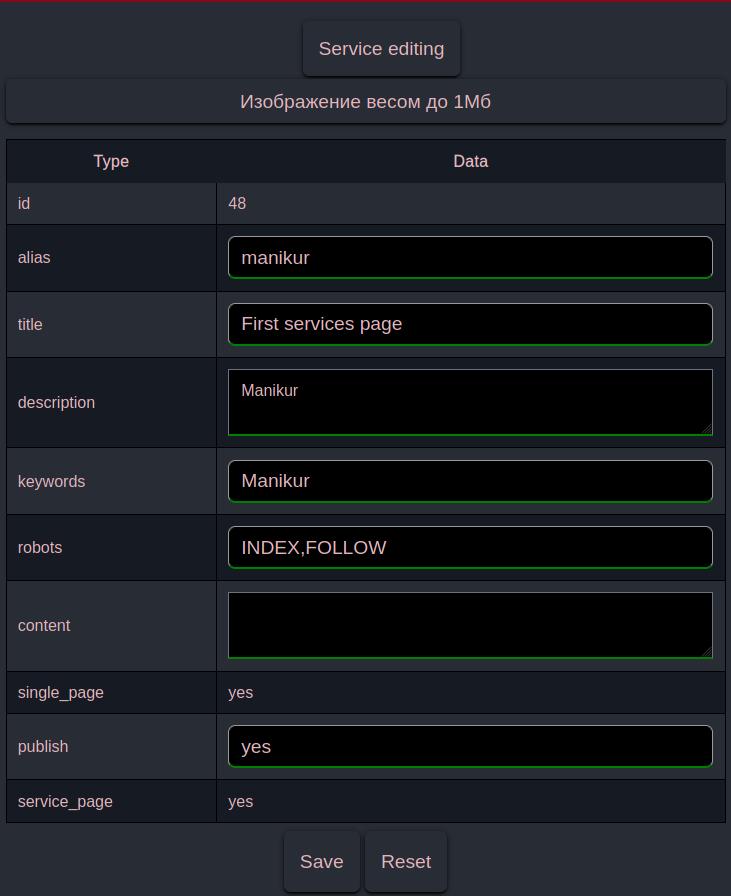 Service editing
Изображение весом до 1Мб
Type Data
id 48
alias manikur
title First services page
description Manikur
keywords Manikur
robots INDEX,FOLLOW
content
single_page yes
publish yes
service_page yes
Save Reset